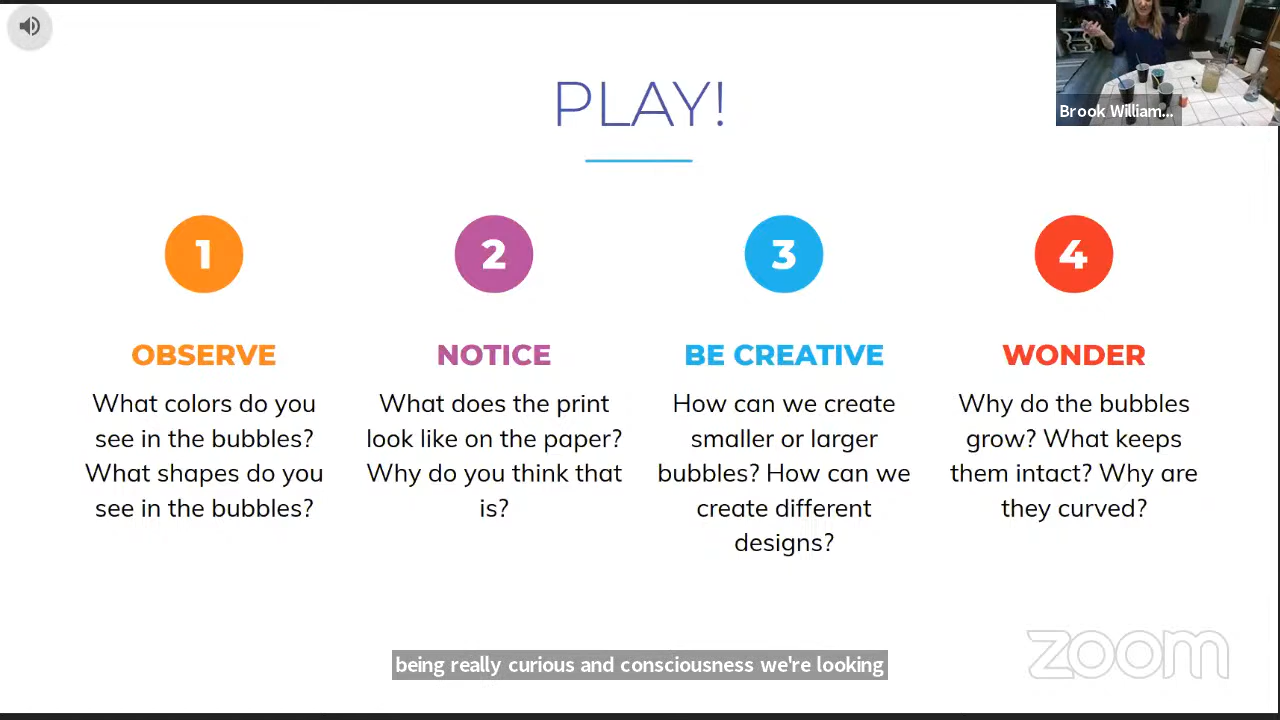 Brook William...
PLAY!
1
2
3
4
OBSERVE
What colors do you
see in the bubbles?
What shapes do you
see in the bubbles?
NOTICE
What does the print
look like on the paper?
Why do you think that
is?
BE CREATIVE
How can we create
smaller or larger
bubbles? How can we
create different
designs?
WONDER
Why do the bubbles
grow? What keeps
them intact? Why are
they curved?
being really curious and consciousness we're looking
zoom